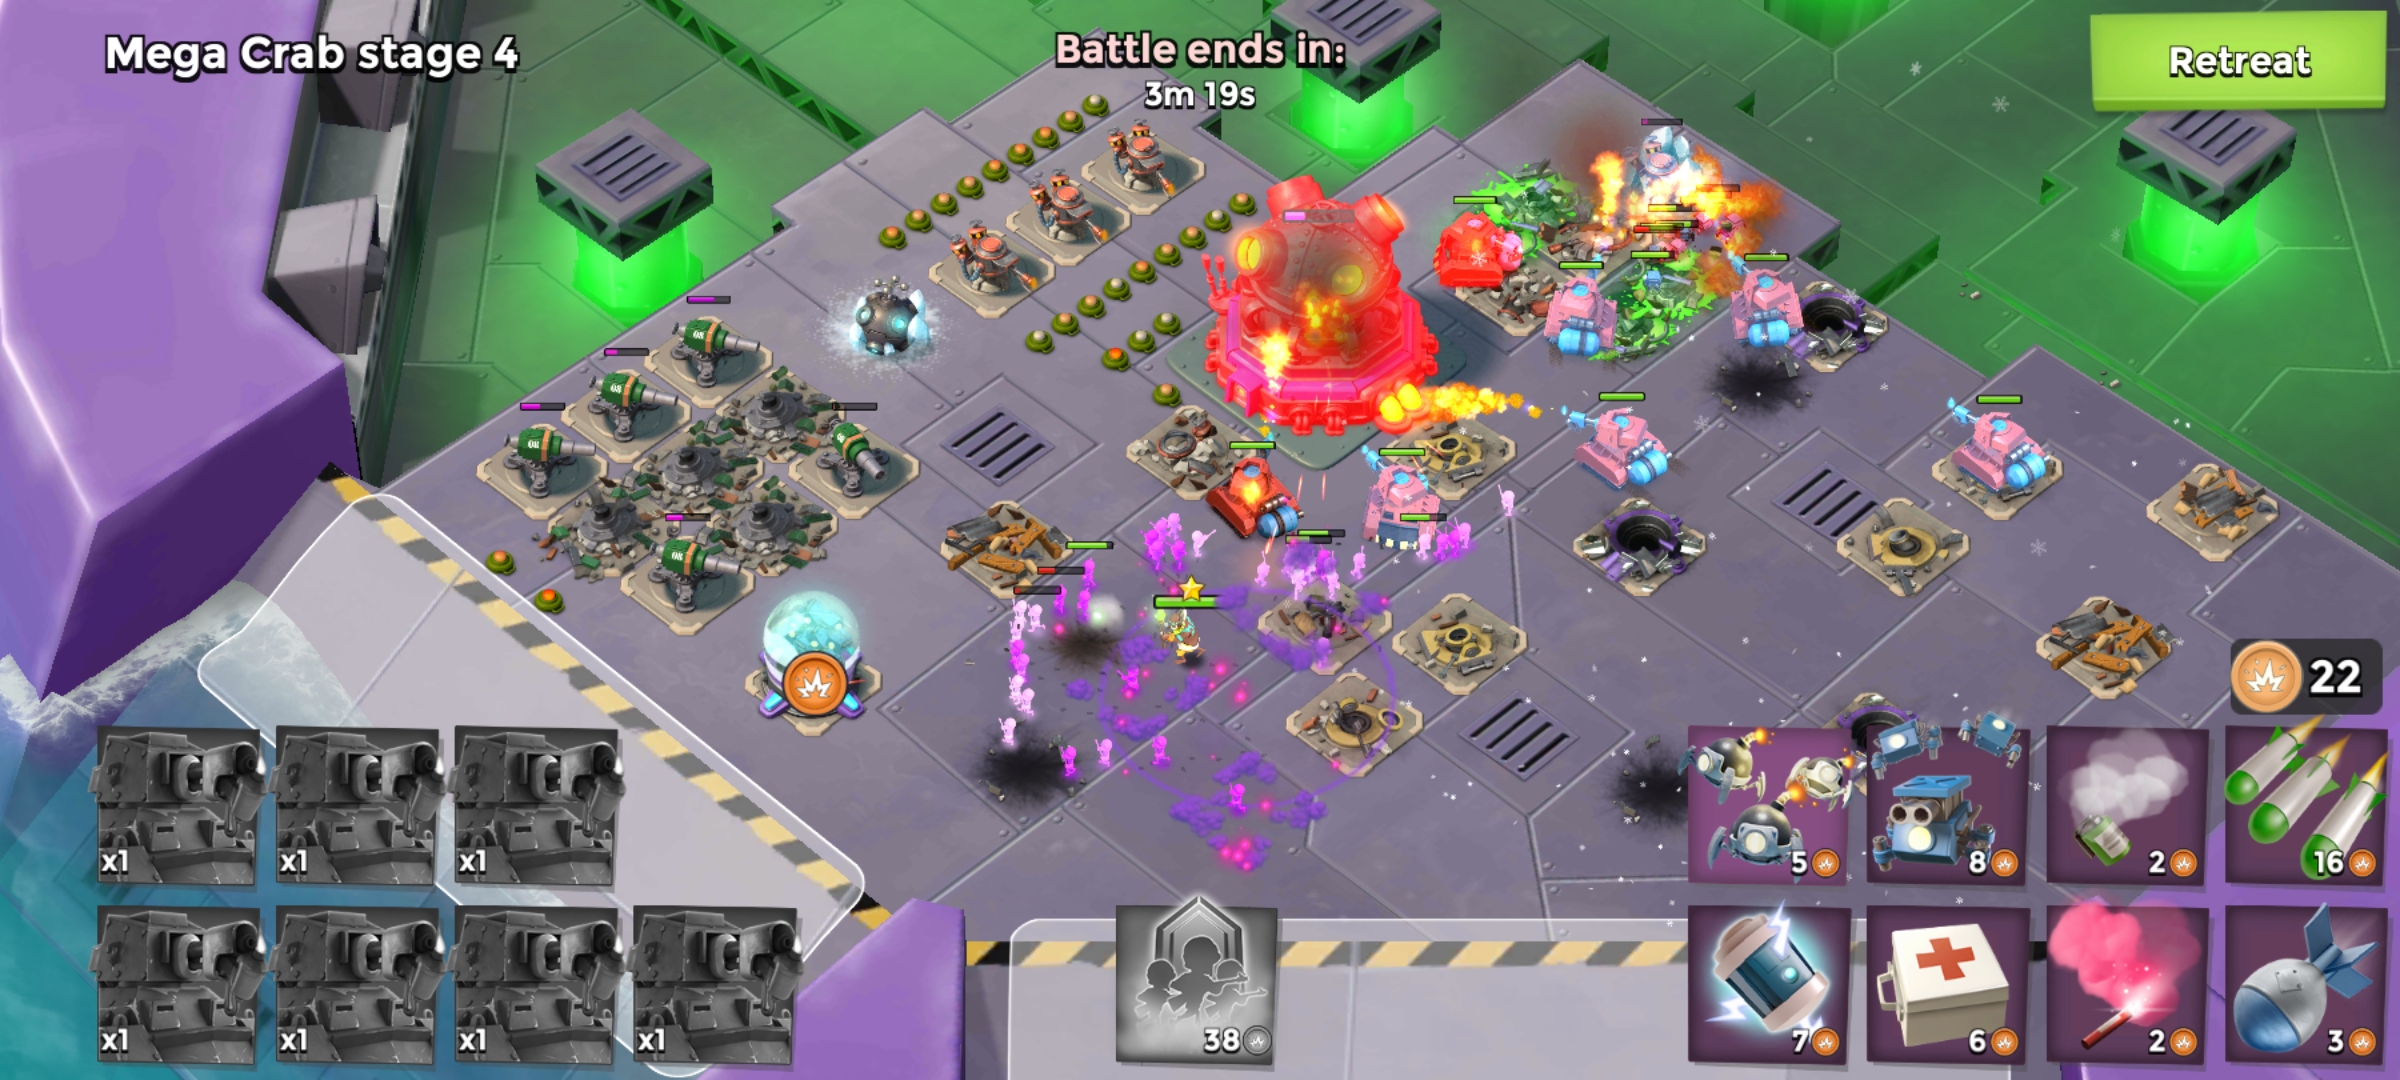 Mega Crab stage 4
Battle ends in:
3m 19s
Retreat
22
x1
x1
x1
5
8
2
16
x1
x1
x1
x1
38
7
6
2
3